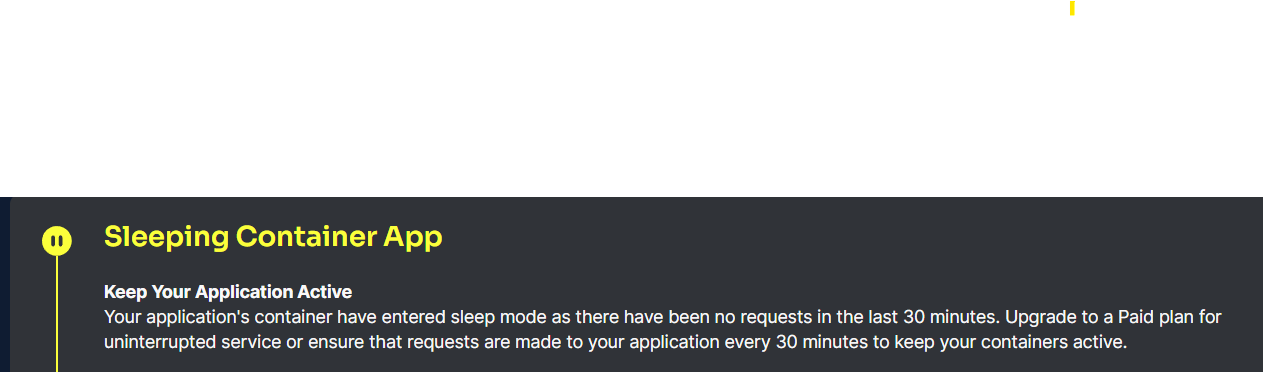 Sleeping Container App
Keep Your Application Active
Your application's container have entered sleep mode as there have been no requests in the last 30 minutes. Upgrade to a Paid plan for
uninterrupted service or ensure that requests are made to your application every 30 minutes to keep your containers active.